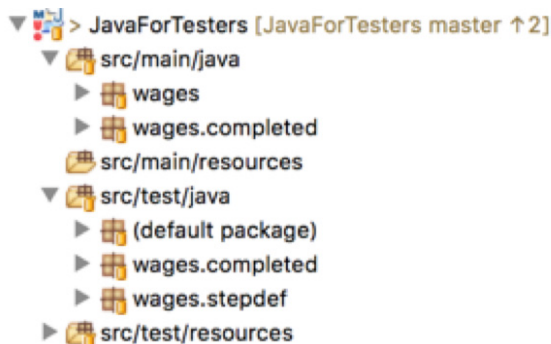 > JavaForTesters [JavaForTesters master ↑2]
src/main/java
wages
wages.completed
src/main/resources
src/test/java
(default package)
wages.completed
wages.stepdef
src/test/resources